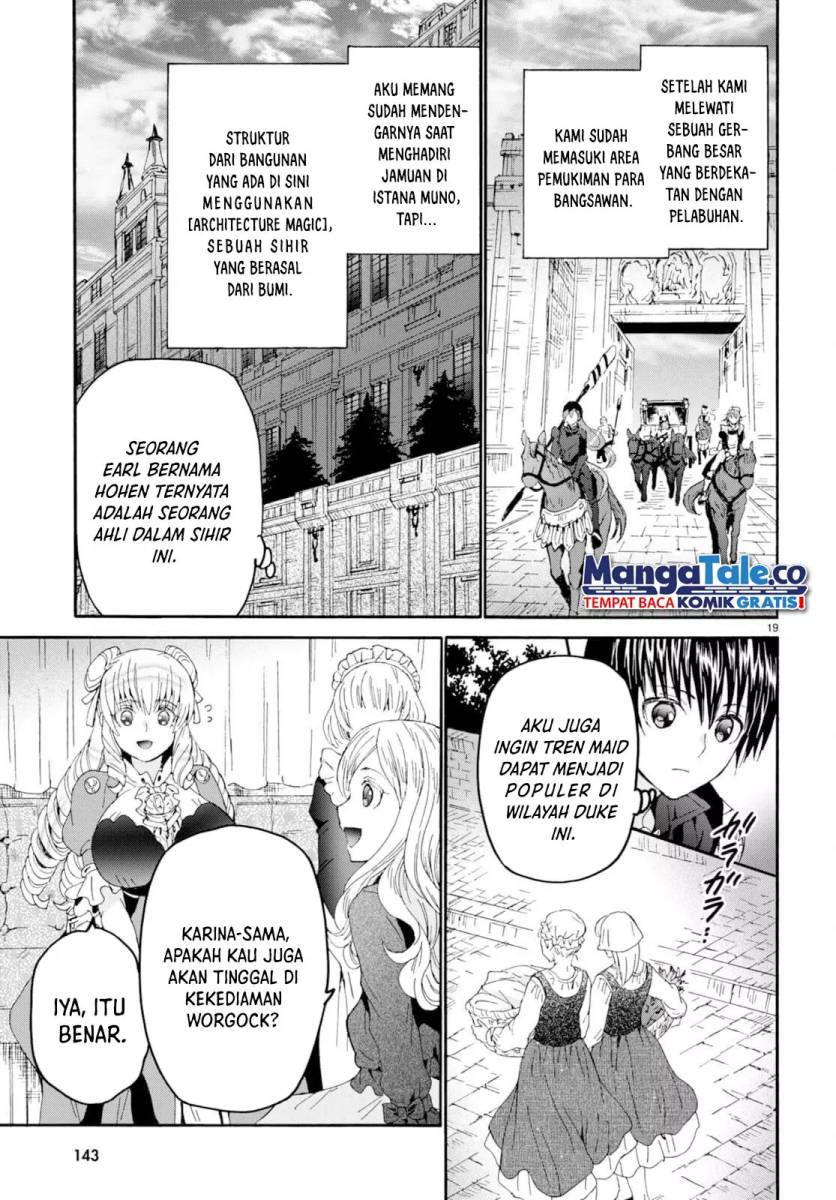 SETELAH KAMI
MELEWATI
SEBUAH GER-
BANG BESAR
YANG BERDEKA-
TAN DENGAN
PELABUHAN.
KAMI SUDAH
MEMASUKI AREA
PEMUKIMAN PARA
BANGSAWAN.
AKU MEMANG
SUDAH MENDEN-
GARNYA SAAT
MENGHADIRI
JAMUAN DI
ISTANA MUNO,
TAPI...
STRUKTUR
DARI BANGUNAN
YANG ADA DI SINI
MENGGUNAKAN
[ARCHITECTURE MAGIC],
SEBUAH SIHIR
YANG BERASAL
DARI BUMI.
SEORANG
EARL BERNAMA
HOHEN TERNYATA
ADALAH SEORANG
AHLI DALAM SIHIR
INI.
MangaTale.co
TEMPAT BACA KOMIK GRATIS!
19
AKU JUGA
INGIN TREN MAID
DAPAT MENJADI
POPULER DI
WILAYAH DUKE
INI.
ガラガラ…
KARINA-SAMA,
APAKAH KAU JUGA
AKAN TINGGAL DI
KEKEDIAMAN
WORGOCK?
IYA, ITU
BENAR.
143